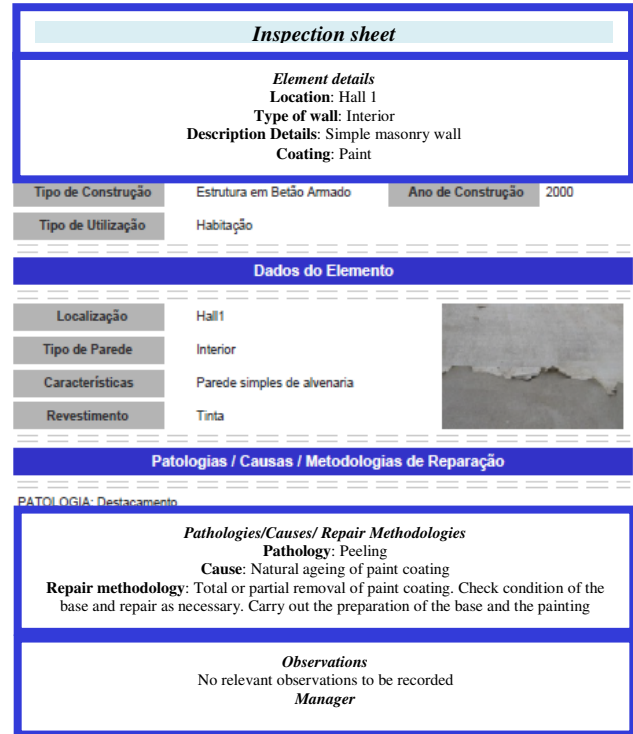 Inspection sheet
Element details
Location: Hall 1
Type of wall: Interior
Description Details: Simple masonry wall
Coating: Paint
Tipo de Construção Estrutura em Betão Armado Ano de Construção 2000
Tipo de Utilização Habitação
Dados do Elemento
Localização Hall1
Tipo de Parede Interior
Características Parede simples de alvenaria
Revestimento Tinta
Patologias / Causas / Metodologias de Reparação
PATOLOGIA: Destacamento
Pathologies/Causes/ Repair Methodologies
Pathology: Peeling
Cause: Natural ageing of paint coating
Repair methodology: Total or partial removal of paint coating. Check condition of the
base and repair as necessary. Carry out the preparation of the base and the painting
Observations
No relevant observations to be recorded
Manager